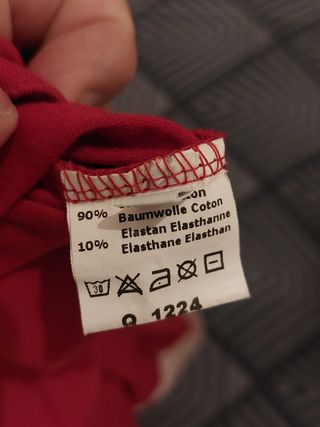 90% Baumwolle Coton
Elastan Elasthanne
10% Elasthane Elasthan
30
Q 1224